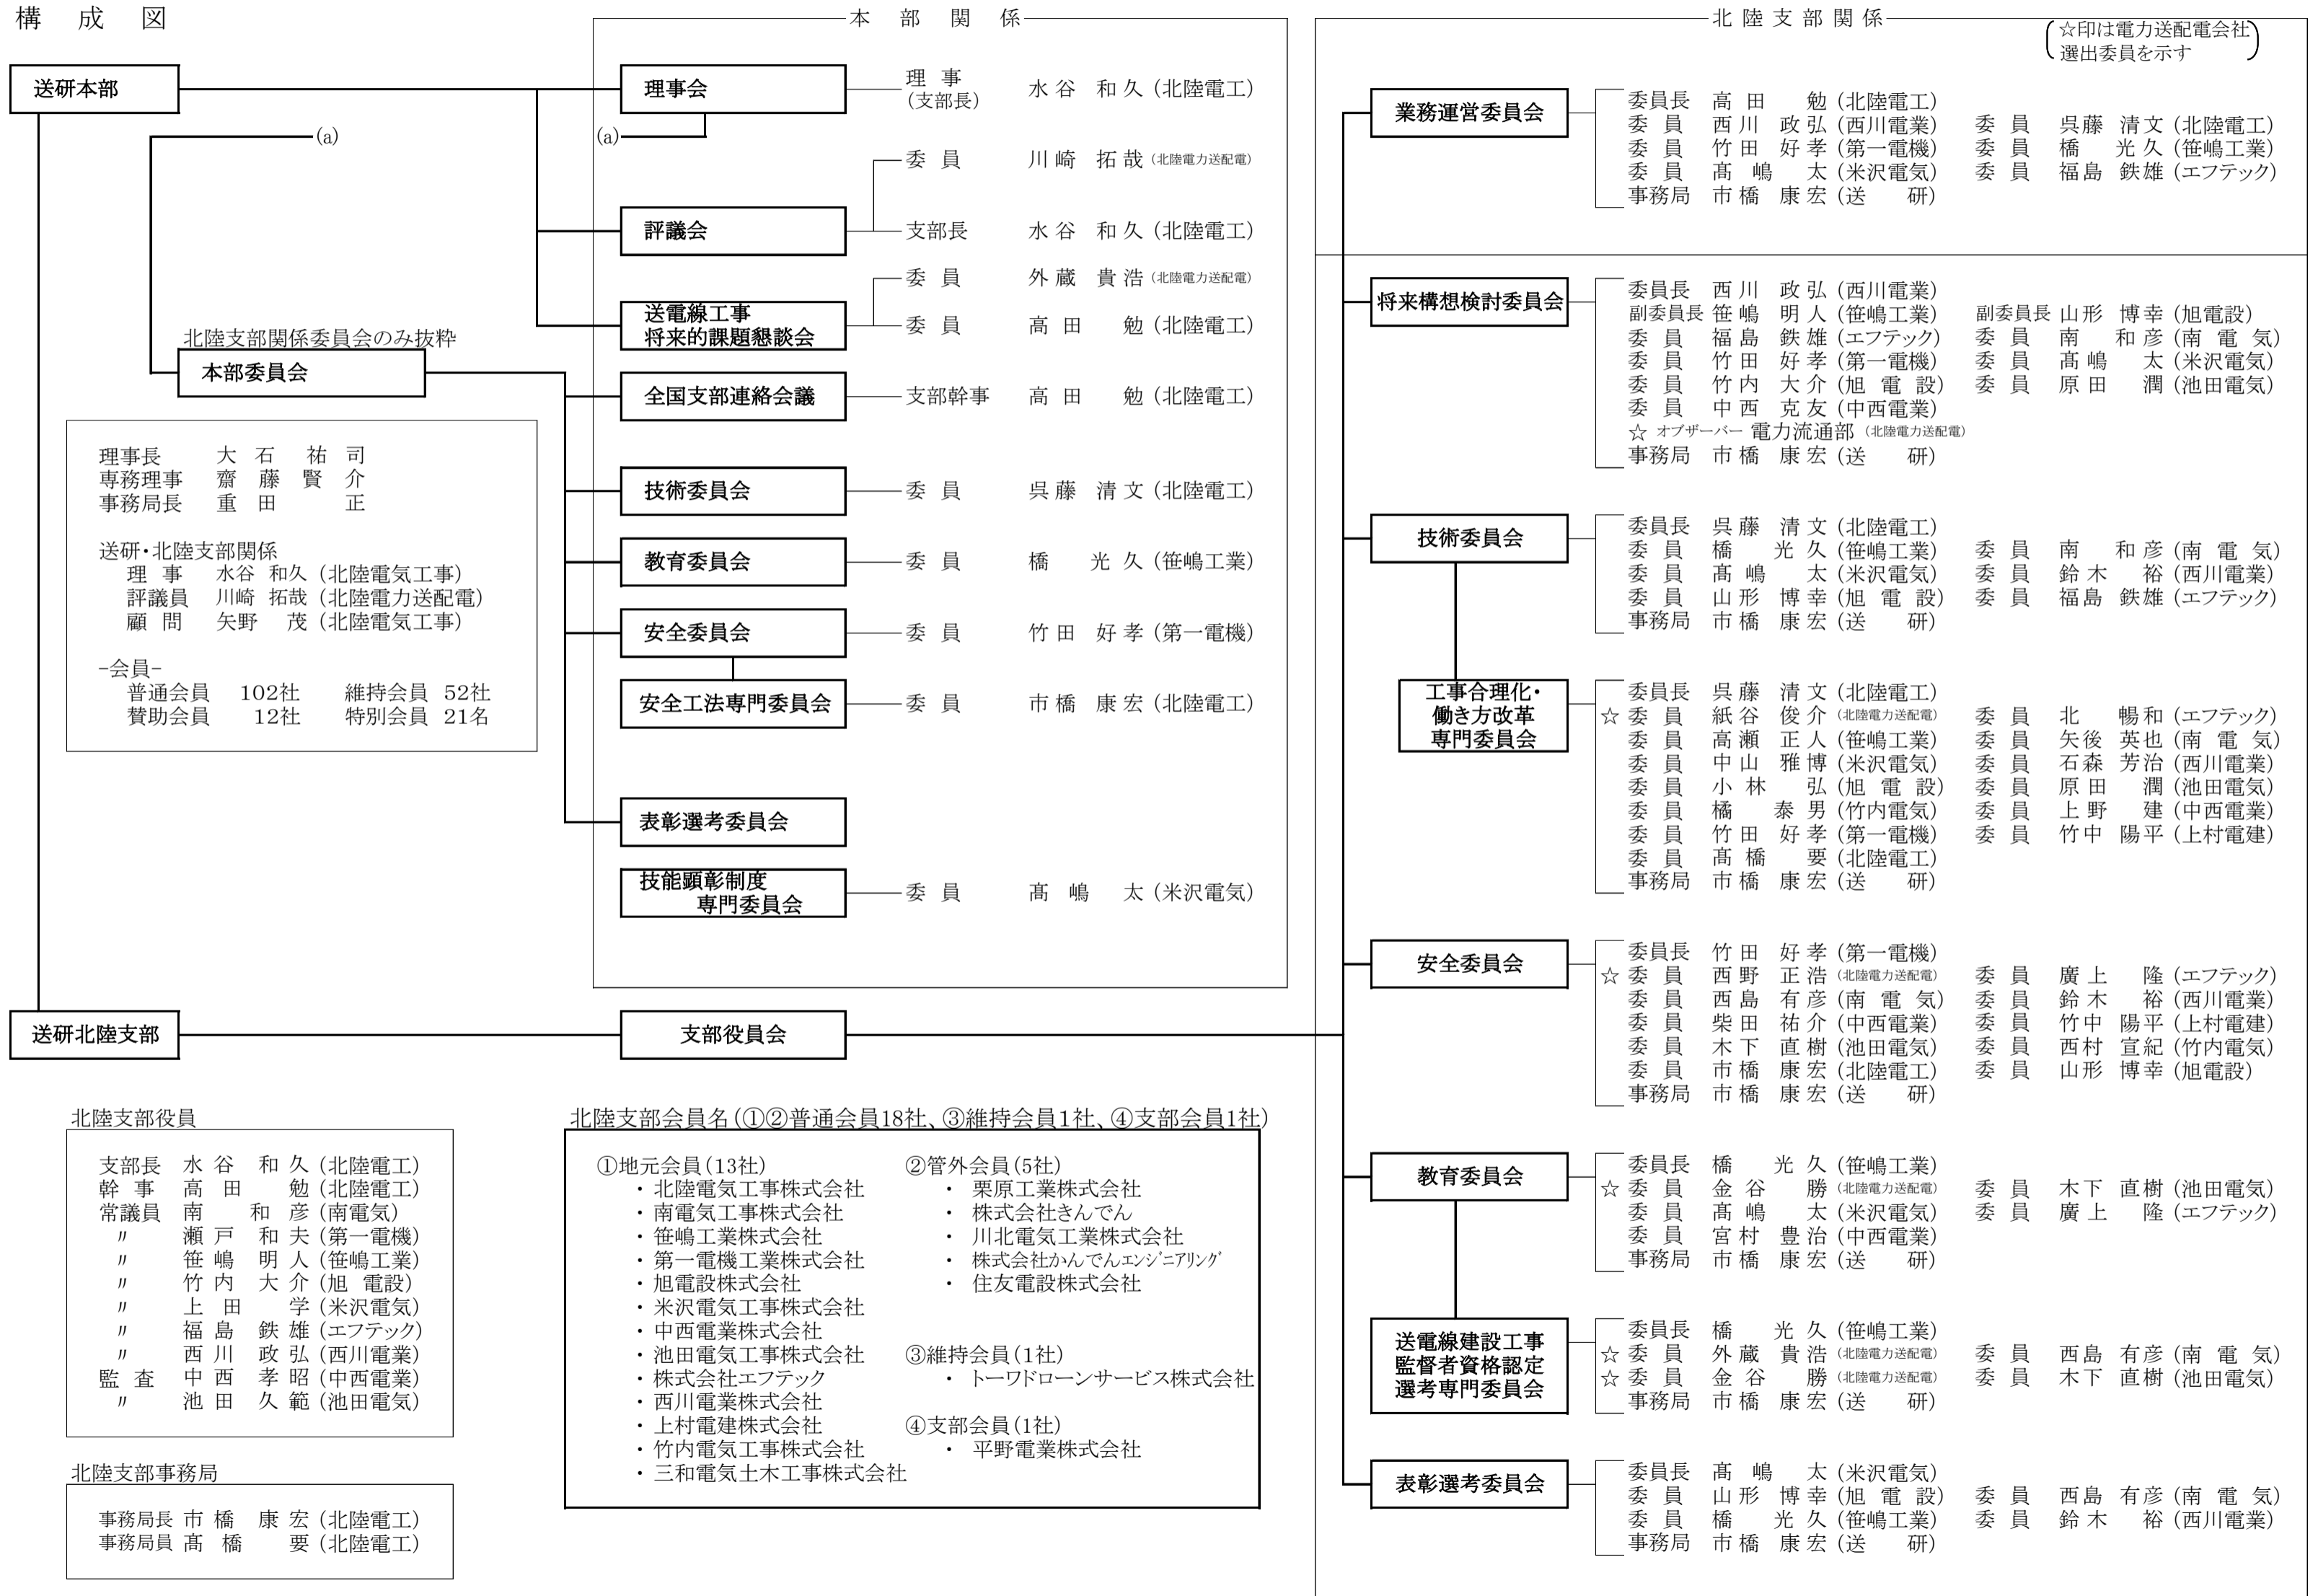 構成図
本部関係
北陸支部関係
☆印は電力送配電会社
選出委員を示す
送研本部
(a)
北陸支部関係委員会のみ抜粋
本部委員会
理事長 大石 祐司
専務理事 齋藤 賢介
事務局長 重田 正
送研・北陸支部関係
理事 水谷 和久(北陸電気工事)
評議員 川崎 拓哉(北陸電力送配電)
顧問 矢野 茂(北陸電気工事)
-会員-
普通会員 102社 維持会員 52社
賛助会員 12社 特別会員 21名
(a)
理事会
理事 水谷 和久(北陸電工)
(支部長)
委員 川崎 拓哉(北陸電力送配電)
評議会
支部長 水谷 和久(北陸電工)
委員 外蔵 貴浩(北陸電力送配電)
送電線工事
将来的課題懇談会
委員 高田 勉(北陸電工)
全国支部連絡会議
支部幹事 高田 勉(北陸電工)
技術委員会
委員 呉藤 清文(北陸電工)
教育委員会
委員 橋 光久(笹嶋工業)
安全委員会
委員 竹田 好孝(第一電機)
安全工法専門委員会
委員 市橋 康宏(北陸電工)
表彰選考委員会
技能顕彰制度
専門委員会
委員 髙嶋 太(米沢電気)
送研北陸支部
支部役員会
北陸支部役員
支部長 水谷 和久(北陸電工)
幹事 高田 勉(北陸電工)
常議員 南 和彦(南電気)
〃 瀬戸 和夫(第一電機)
〃 笹嶋 明人(笹嶋工業)
〃 竹内 大介(旭 電設)
〃 上田 学(米沢電気)
〃 福島 鉄雄(エフテック)
〃 西川 政弘(西川電業)
監査 中西 孝昭(中西電業)
〃 池田 久範(池田電気)
北陸支部事務局
事務局長 市橋 康宏(北陸電工)
事務局員 髙橋 要(北陸電工)
北陸支部会員名(①②普通会員18社、③維持会員1社、④支部会員1社)
①地元会員(13社)
・北陸電気工事株式会社
・南電気工事株式会社
・笹嶋工業株式会社
・第一電機工業株式会社
・旭電設株式会社
・米沢電気工事株式会社
・中西電業株式会社
・池田電気工事株式会社
・株式会社エフテック
・西川電業株式会社
・上村電建株式会社
・竹内電気工事株式会社
・三和電気土木工事株式会社
②管外会員(5社)
・栗原工業株式会社
・株式会社きんでん
・川北電気工業株式会社
・株式会社かんでんエンジニアリング
・住友電設株式会社
③維持会員(1社)
・トーワドローンサービス株式会社
④支部会員(1社)
・平野電業株式会社
業務運営委員会
委員長 高田 勉(北陸電工)
委員 西川 政弘(西川電業) 委員 呉藤 清文(北陸電工)
委員 竹田 好孝(第一電機) 委員 橋 光久(笹嶋工業)
委員 髙嶋 太(米沢電気) 委員 福島 鉄雄(エフテック)
事務局 市橋 康宏(送 研)
将来構想検討委員会
委員長 西川 政弘(西川電業)
副委員長 笹嶋 明人(笹嶋工業) 副委員長 山形 博幸(旭電設)
委員 福島 鉄雄(エフテック) 委員 南 和彦(南 電 気)
委員 竹田 好孝(第一電機) 委員 髙嶋 太(米沢電気)
委員 竹内 大介(旭 電 設) 委員 原田 潤(池田電気)
委員 中西 克友(中西電業)
☆ オブザーバー 電力流通部(北陸電力送配電)
事務局 市橋 康宏(送 研)
技術委員会
委員長 呉藤 清文(北陸電工)
委員 橋 光久(笹嶋工業) 委員 南 和彦(南 電 気)
委員 髙嶋 太(米沢電気) 委員 鈴木 裕(西川電業)
委員 山形 博幸(旭 電 設) 委員 福島 鉄雄(エフテック)
事務局 市橋 康宏(送 研)
工事合理化・
働き方改革
専門委員会
委員長 呉藤 清文(北陸電工)
☆委員 紙谷 俊介(北陸電力送配電) 委員 北 暢和(エフテック)
委員 高瀬 正人(笹嶋工業) 委員 矢後 英也(南 電 気)
委員 中山 雅博(米沢電気) 委員 石森 芳治(西川電業)
委員 小林 弘(旭 電 設) 委員 原田 潤(池田電気)
委員 橘 泰男(竹内電気) 委員 上野 建(中西電業)
委員 竹田 好孝(第一電機) 委員 竹中 陽平(上村電建)
委員 髙橋 要(北陸電工)
事務局 市橋 康宏(送 研)
安全委員会
委員長 竹田 好孝(第一電機)
☆委員 西野 正浩(北陸電力送配電) 委員 廣上 隆(エフテック)
委員 西島 有彦(南 電 気) 委員 鈴木 裕(西川電業)
委員 柴田 祐介(中西電業) 委員 竹中 陽平(上村電建)
委員 木下 直樹(池田電気) 委員 西村 宣紀(竹内電気)
委員 市橋 康宏(北陸電工) 委員 山形 博幸(旭電設)
事務局 市橋 康宏(送 研)
教育委員会
委員長 橋 光久(笹嶋工業)
☆委員 金谷 勝(北陸電力送配電) 委員 木下 直樹(池田電気)
委員 髙嶋 太(米沢電気) 委員 廣上 隆(エフテック)
委員 宮村 豊治(中西電業)
事務局 市橋 康宏(送 研)
送電線建設工事
監督者資格認定
選考専門委員会
委員長 橋 光久(笹嶋工業)
☆委員 外蔵 貴浩(北陸電力送配電) 委員 西島 有彦(南 電 気)
☆委員 金谷 勝(北陸電力送配電) 委員 木下 直樹(池田電気)
事務局 市橋 康宏(送 研)
表彰選考委員会
委員長 髙嶋 太(米沢電気)
委員 山形 博幸(旭 電 設) 委員 西島 有彦(南 電 気)
委員 橋 光久(笹嶋工業) 委員 鈴木 裕(西川電業)
事務局 市橋 康宏(送 研)